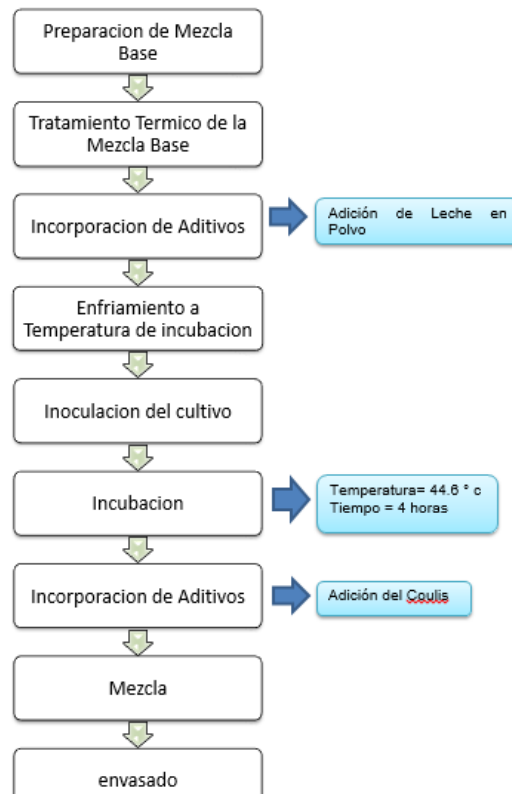 Preparacion de Mezcla
Base
Tratamiento Termico de la
Mezcla Base
Incorporacion de Aditivos
Adición de Leche en
Polvo
Enfriamiento a
Temperatura de incubacion
Inoculacion del cultivo
Incubacion
Temperatura= 44.6 ° c
Tiempo = 4 horas
Incorporacion de Aditivos
Adición del Coulis
Mezcla
envasado